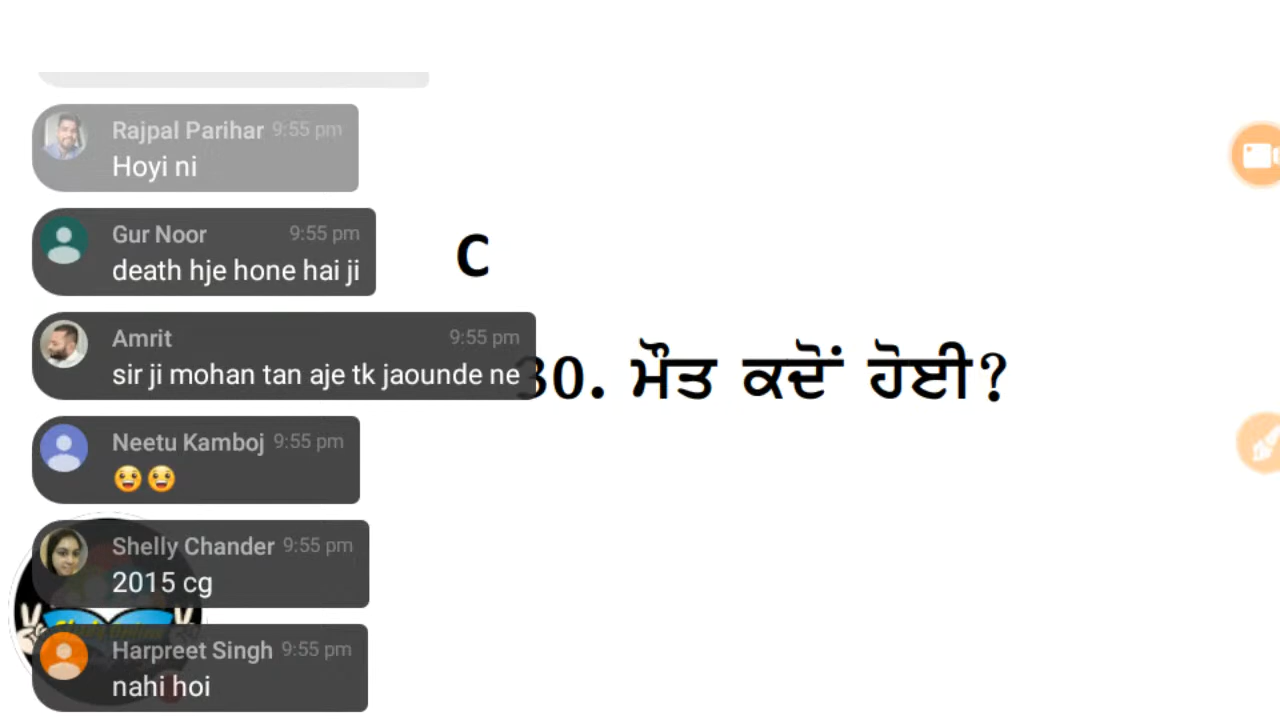 Rajpal Parihar 9:55 pm
Hoyi ni
Gur Noor 9:55 pm
death hje hone hai ji
C
Amrit 9:55 pm
sir ji mohan tan aje tk jaounde ne
30. ਮੌਤ ਕਦੋਂ ਹੋਈ?
Neetu Kamboj 9:55 pm
😀😀
Shelly Chander 9:55 pm
2015 cg
Harpreet Singh 9:55 pm
nahi hoi